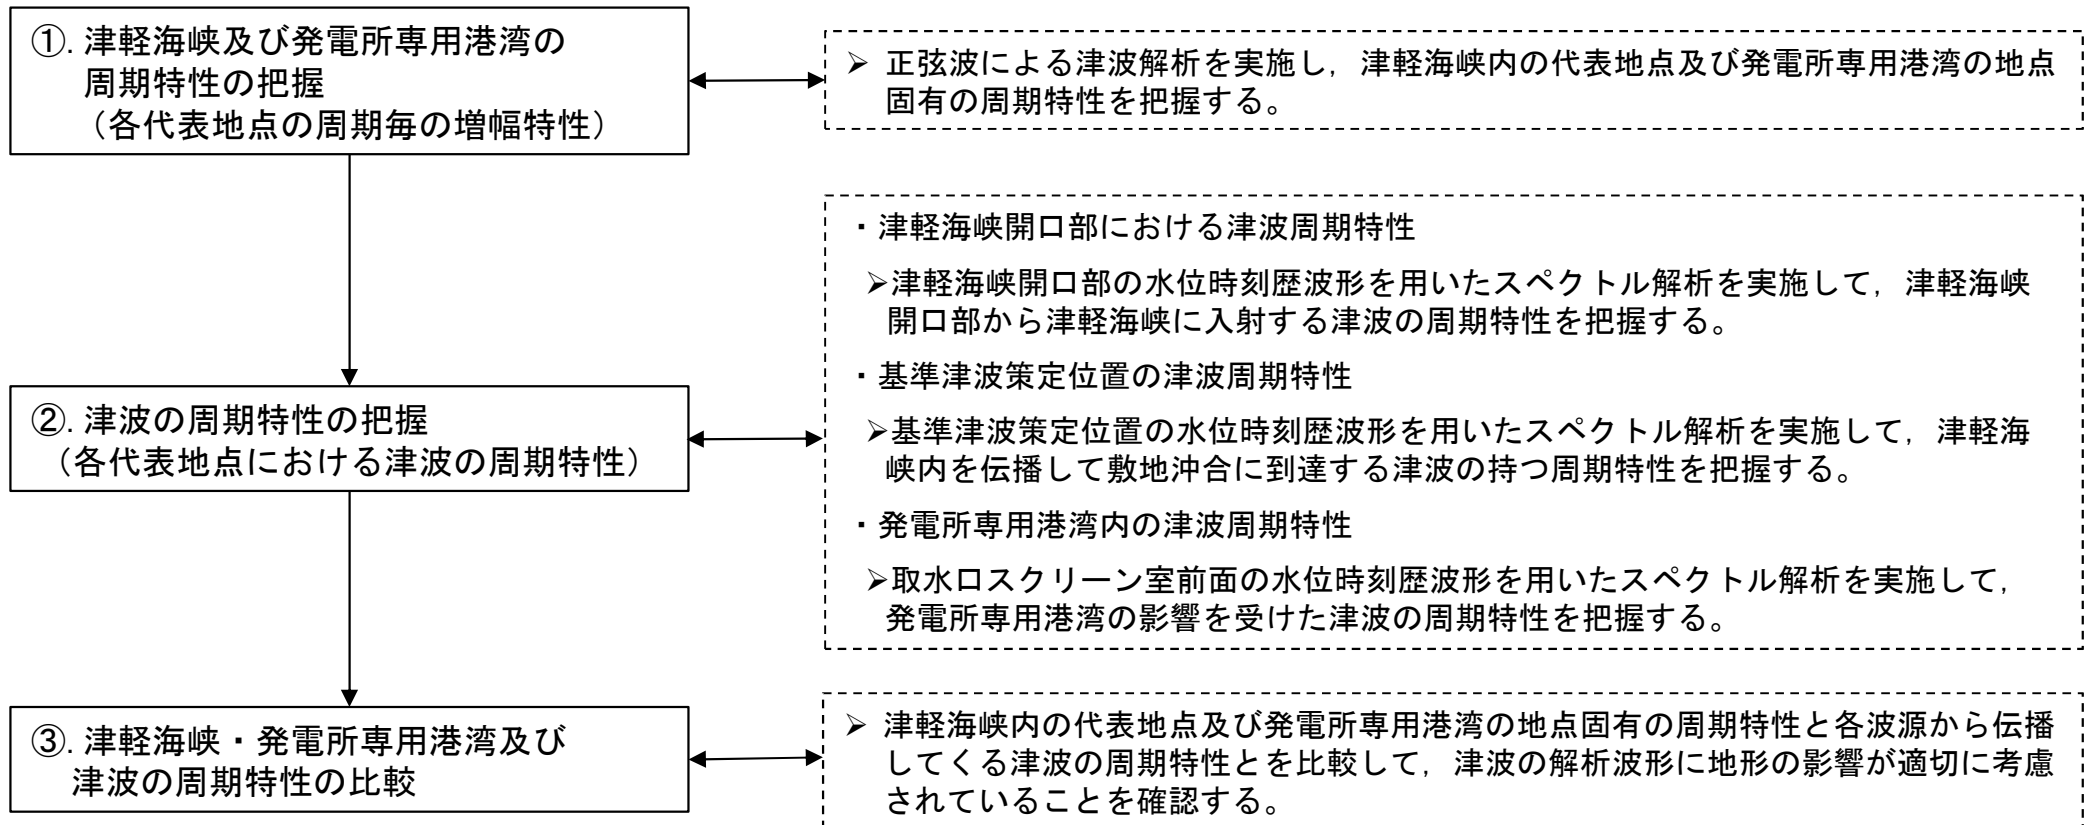 ①. 津軽海峡及び発電所専用港湾の
周期特性の把握
（各代表地点の周期毎の増幅特性）
➢ 正弦波による津波解析を実施し，津軽海峡内の代表地点及び発電所専用港湾の地点
固有の周期特性を把握する。
・津軽海峡開口部における津波周期特性
➢津軽海峡開口部の水位時刻歴波形を用いたスペクトル解析を実施して，津軽海峡
開口部から津軽海峡に入射する津波の周期特性を把握する。
・基準津波策定位置の津波周期特性
➢基準津波策定位置の水位時刻歴波形を用いたスペクトル解析を実施して，津軽海
峡内を伝播して敷地沖合に到達する津波の持つ周期特性を把握する。
・発電所専用港湾内の津波周期特性
➢取水口スクリーン室前面の水位時刻歴波形を用いたスペクトル解析を実施して，
発電所専用港湾の影響を受けた津波の周期特性を把握する。
②. 津波の周期特性の把握
（各代表地点における津波の周期特性）
③. 津軽海峡・発電所専用港湾及び
津波の周期特性の比較
➢ 津軽海峡内の代表地点及び発電所専用港湾の地点固有の周期特性と各波源から伝播
してくる津波の周期特性とを比較して，津波の解析波形に地形の影響が適切に考慮
されていることを確認する。